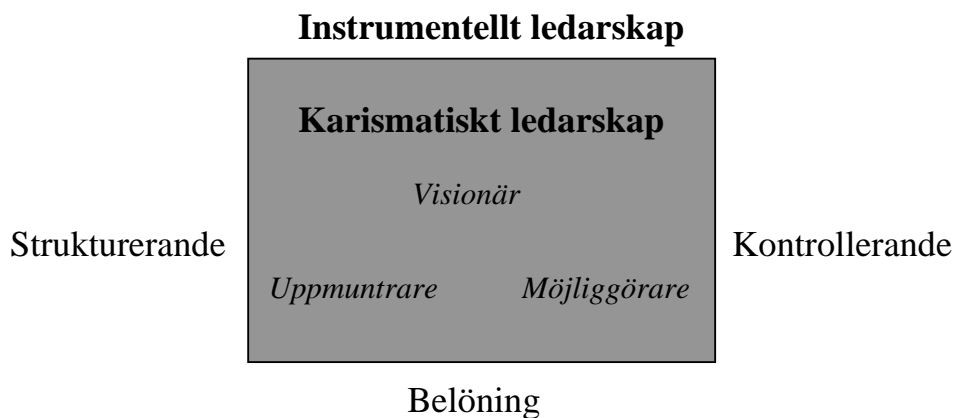 Instrumentellt ledarskap
Karismatiskt ledarskap
Visionär
Strukturerande
Kontrollerande
Uppmuntrare
Möjliggörare
Belöning